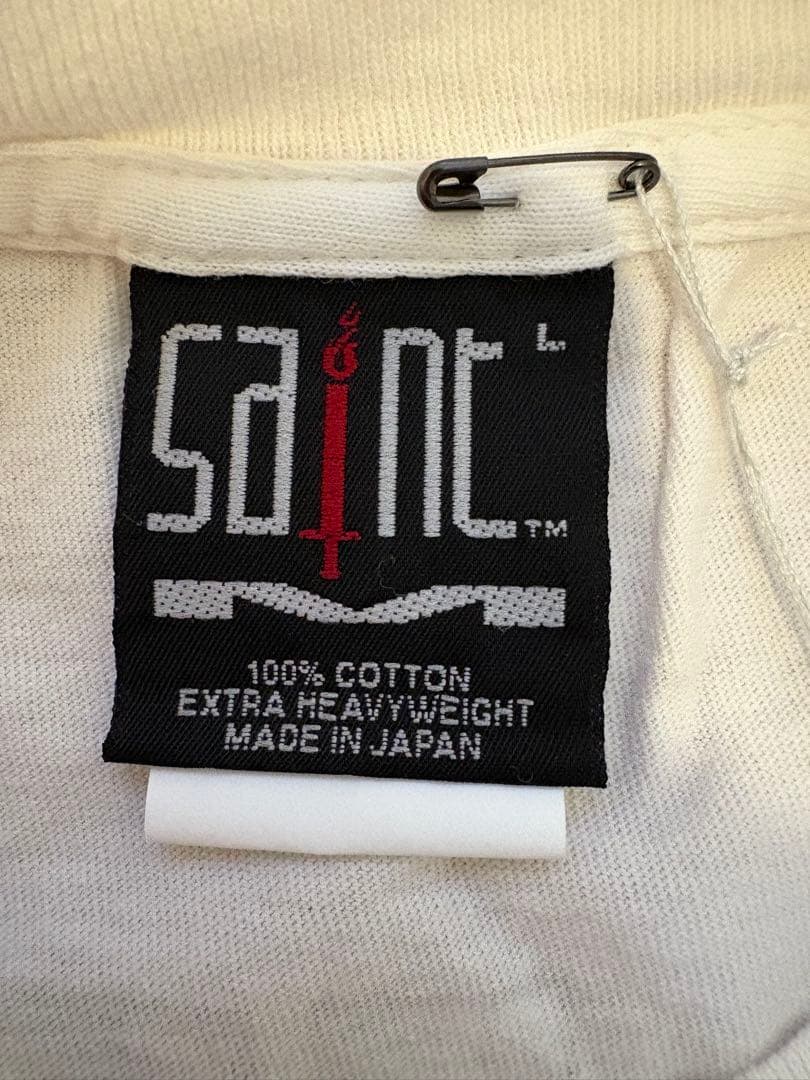 saint L
TM
100% COTTON
EXTRA HEAVYWEIGHT
MADE IN JAPAN